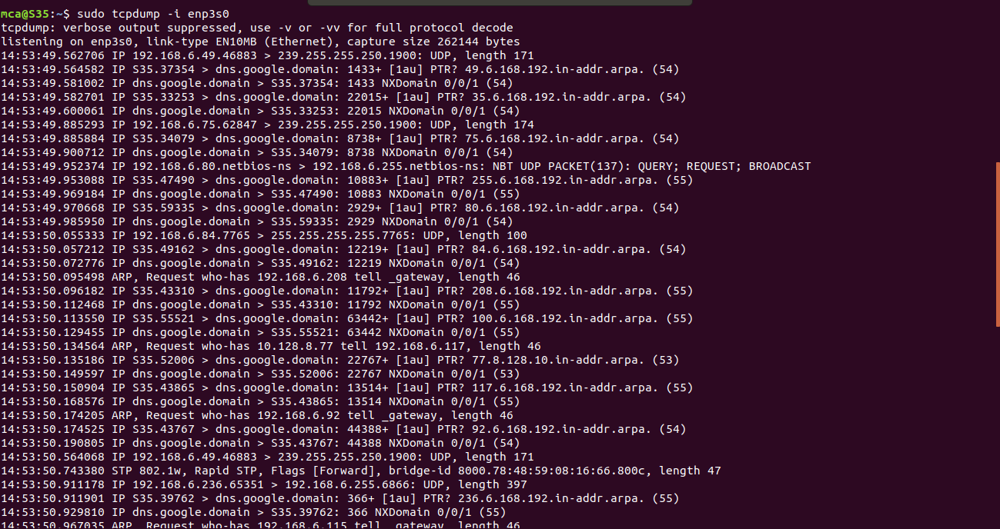 mca@S35:~$ sudo tcpdump -i enp3s0
tcpdump: verbose output suppressed, use -v or -vv for full protocol decode
listening on enp3s0, link-type EN10MB (Ethernet), capture size 262144 bytes
14:53:49.562706 IP 192.168.6.49.46883 > 239.255.255.250.1900: UDP, length 171
14:53:49.564582 IP S35.37354 > dns.google.domain: 1433+ [1au] PTR? 49.6.168.192.in-addr.arpa. (54)
14:53:49.581002 IP dns.google.domain > S35.37354: 1433 NXDomain 0/0/1 (54)
14:53:49.582701 IP S35.33253 > dns.google.domain: 22015+ [1au] PTR? 35.6.168.192.in-addr.arpa. (54)
14:53:49.600061 IP dns.google.domain > S35.33253: 22015 NXDomain 0/0/1 (54)
14:53:49.885293 IP 192.168.6.75.62847 > 239.255.255.250.1900: UDP, length 174
14:53:49.885884 IP S35.34079 > dns.google.domain: 8738+ [1au] PTR? 75.6.168.192.in-addr.arpa. (54)
14:53:49.900712 IP dns.google.domain > S35.34079: 8738 NXDomain 0/0/1 (54)
14:53:49.952374 IP 192.168.6.80.netbios-ns > 192.168.6.255.netbios-ns: NBT UDP PACKET(137): QUERY; REQUEST; BROADCAST
14:53:49.953088 IP S35.47490 > dns.google.domain: 10883+ [1au] PTR? 255.6.168.192.in-addr.arpa. (55)
14:53:49.969184 IP dns.google.domain > S35.47490: 10883 NXDomain 0/0/1 (55)
14:53:49.970668 IP S35.59335 > dns.google.domain: 2929+ [1au] PTR? 80.6.168.192.in-addr.arpa. (54)
14:53:49.985950 IP dns.google.domain > S35.59335: 2929 NXDomain 0/0/1 (54)
14:53:50.055333 IP 192.168.6.84.7765 > 255.255.255.255.7765: UDP, length 100
14:53:50.057212 IP S35.49162 > dns.google.domain: 12219+ [1au] PTR? 84.6.168.192.in-addr.arpa. (54)
14:53:50.072776 IP dns.google.domain > S35.49162: 12219 NXDomain 0/0/1 (54)
14:53:50.095498 ARP, Request who-has 192.168.6.208 tell _gateway, length 46
14:53:50.096182 IP S35.43310 > dns.google.domain: 11792+ [1au] PTR? 208.6.168.192.in-addr.arpa. (55)
14:53:50.112468 IP dns.google.domain > S35.43310: 11792 NXDomain 0/0/1 (55)
14:53:50.113550 IP S35.55521 > dns.google.domain: 63442+ [1au] PTR? 100.6.168.192.in-addr.arpa. (55)
14:53:50.129455 IP dns.google.domain > S35.55521: 63442 NXDomain 0/0/1 (55)
14:53:50.134564 ARP, Request who-has 10.128.8.77 tell 192.168.6.117, length 46
14:53:50.135186 IP S35.52006 > dns.google.domain: 22767+ [1au] PTR? 77.8.128.10.in-addr.arpa. (53)
14:53:50.149597 IP dns.google.domain > S35.52006: 22767 NXDomain 0/0/1 (53)
14:53:50.150904 IP S35.43865 > dns.google.domain: 13514+ [1au] PTR? 117.6.168.192.in-addr.arpa. (55)
14:53:50.168576 IP dns.google.domain > S35.43865: 13514 NXDomain 0/0/1 (55)
14:53:50.174205 ARP, Request who-has 192.168.6.92 tell _gateway, length 46
14:53:50.174525 IP S35.43767 > dns.google.domain: 44388+ [1au] PTR? 92.6.168.192.in-addr.arpa. (54)
14:53:50.190805 IP dns.google.domain > S35.43767: 44388 NXDomain 0/0/1 (54)
14:53:50.564068 IP 192.168.6.49.46883 > 239.255.255.250.1900: UDP, length 171
14:53:50.743380 STP 802.1w, Rapid STP, Flags [Forward], bridge-id 8000.78:48:59:08:16:66.800c, length 47
14:53:50.911178 IP 192.168.6.236.65351 > 192.168.6.255.6866: UDP, length 397
14:53:50.911901 IP S35.39762 > dns.google.domain: 366+ [1au] PTR? 236.6.168.192.in-addr.arpa. (55)
14:53:50.929810 IP dns.google.domain > S35.39762: 366 NXDomain 0/0/1 (55)
14:53:50.967035 ARP, Request who-has 192.168.6.115 tell _gateway, length 46